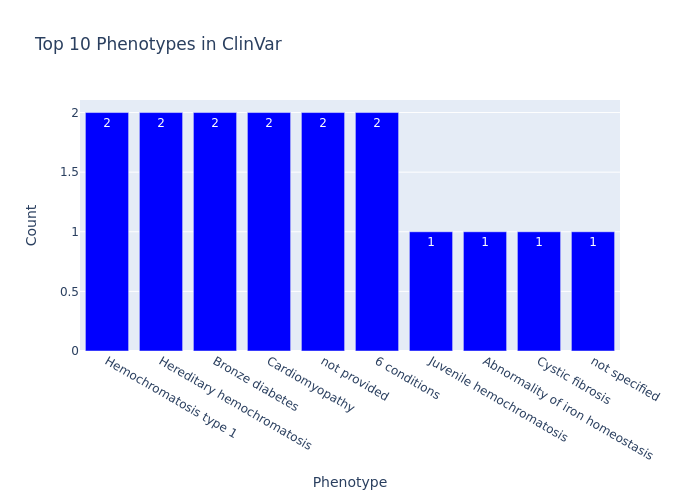 Top 10 Phenotypes in ClinVar
2
1.5
1
0.5
0
Count
2
2
2
2
2
2
1
1
1
1
Hemochromatosis type 1
Hereditary hemochromatosis
Bronze diabetes
Cardiomyopathy
not provided
6 conditions
Juvenile hemochromatosis
Abnormality of iron homeostasis
Cystic fibrosis
not specified
Phenotype